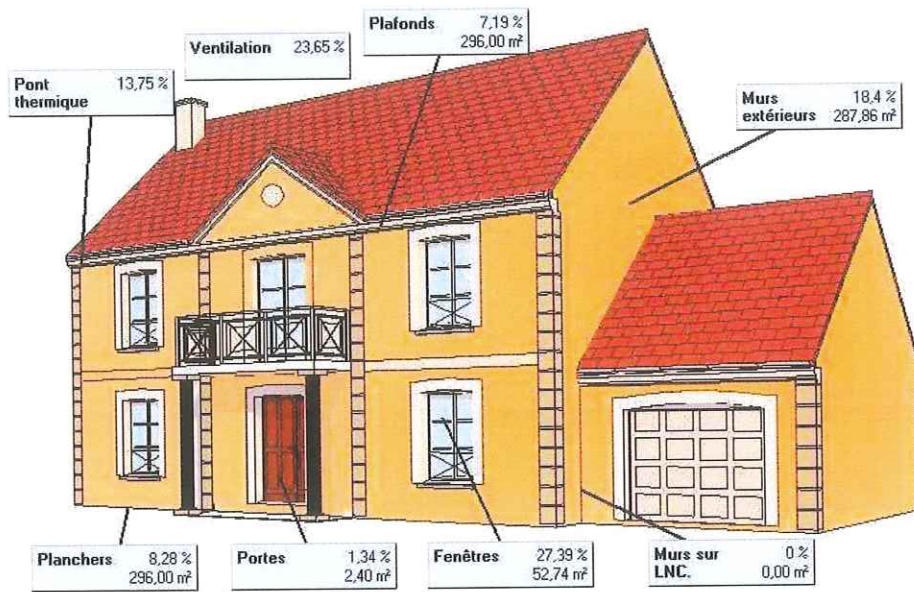 Plafonds 7,19 %
296,00 m²
Ventilation 23,65 %
Pont 13,75 %
thermique
Murs 18,4 %
extérieurs 287,86 m²
Planchers 8,28 %
296,00 m²
Portes 1,34 %
2,40 m²
Fenêtres 27,39 %
52,74 m²
Murs sur 0 %
LNC. 0,00 m²